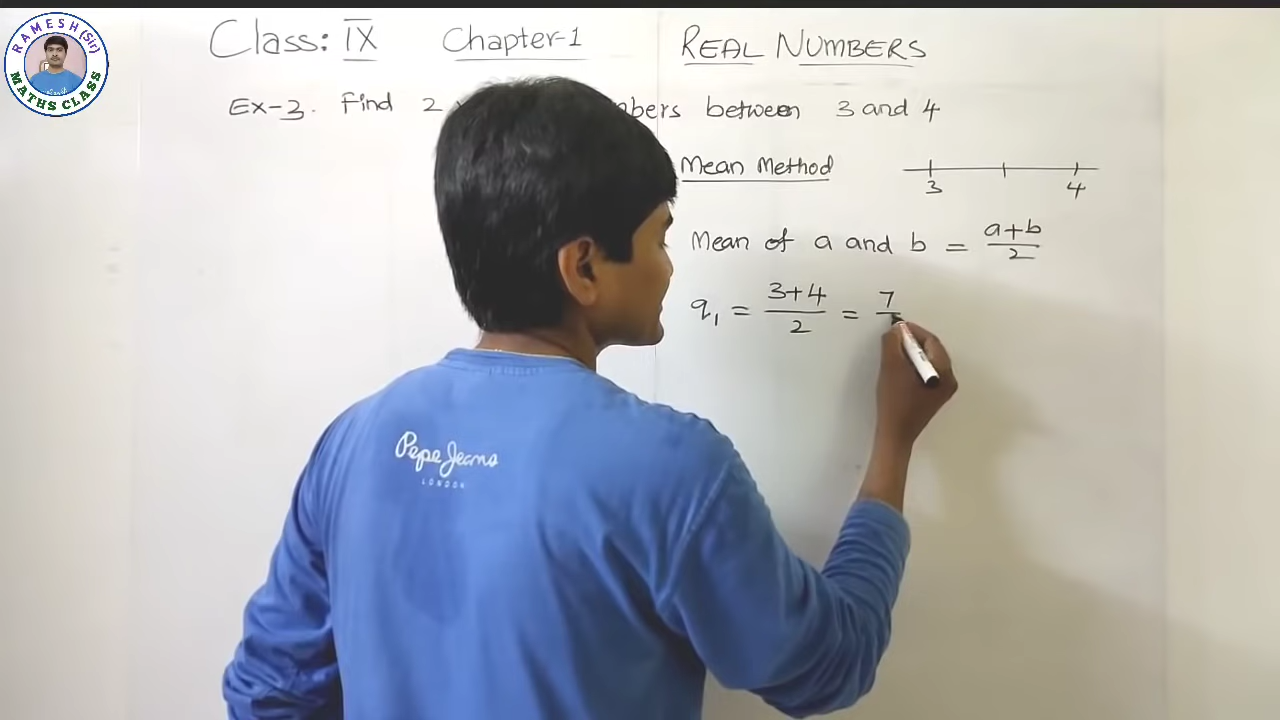 RAMESH (Sir)
MATHS CLASS
Class: IX Chapter-1 REAL NUMBERS
Ex-3. Find 2 between 3 and 4
Mean Method
3 4
Mean of a and b = a+b/2
q₁ = 3+4/2 = 7
Pepe Jeans
LONDON